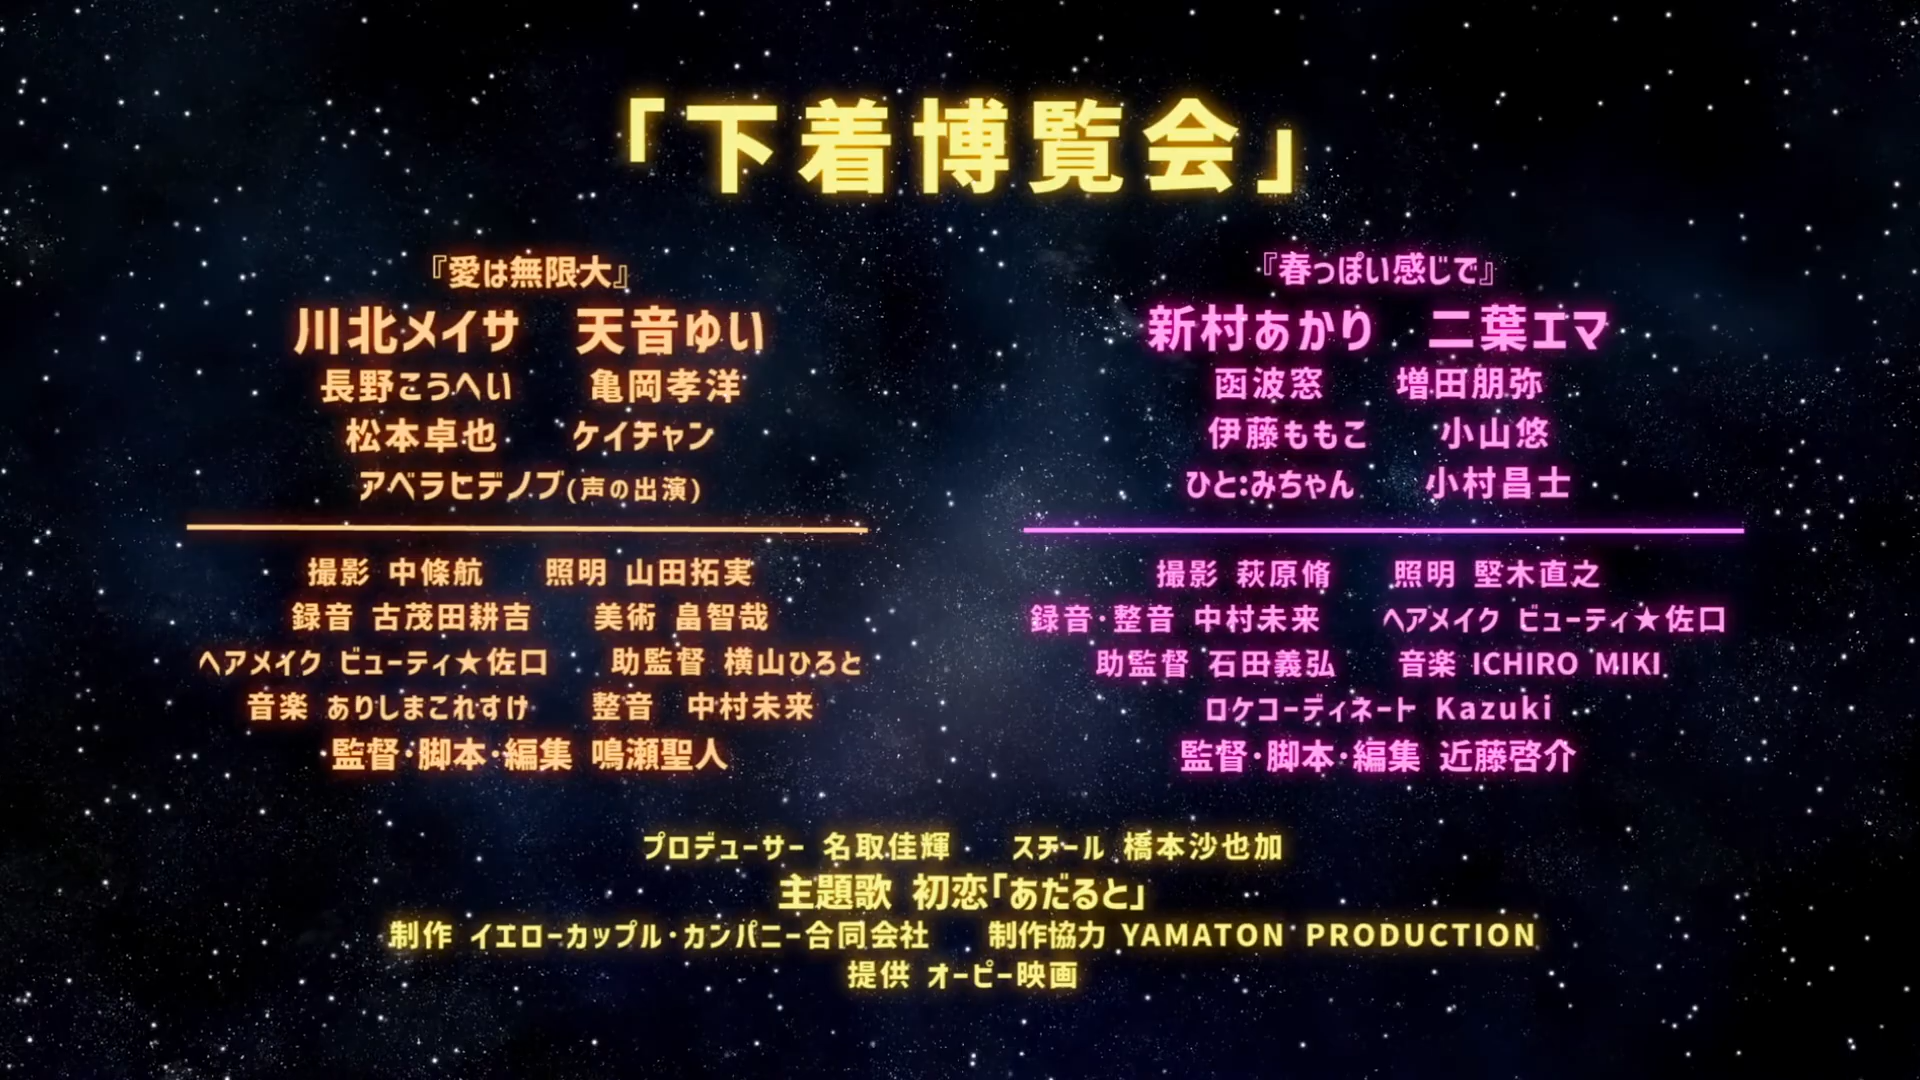 「下着博覧会」
『愛は無限大』
川北メイサ　天音ゆい
長野こうへい　亀岡孝洋
松本卓也　ケイチャン
アベラヒデノブ(声の出演)
撮影 中條航　照明 山田拓実
録音 古茂田耕吉　美術 畠智哉
ヘアメイク ビューティ★佐口　助監督 横山ひろと
音楽 ありしまこれすけ　整音　中村未来
監督・脚本・編集 鳴瀬聖人
『春っぽい感じで』
新村あかり　二葉エマ
函波窓　増田朋弥
伊藤ももこ　小山悠
ひと:みちゃん　小村昌士
撮影 萩原脩　照明 堅木直之
録音・整音 中村未来　ヘアメイク ビューティ★佐口
助監督 石田義弘　音楽 ICHIRO MIKI
ロケコーディネート Kazuki
監督・脚本・編集 近藤啓介
プロデューサー 名取佳輝　スチール 橋本沙也加
主題歌 初恋「あだると」
制作 イエローカップル・カンパニー合同会社　制作協力 YAMATON PRODUCTION
提供 オーピー映画